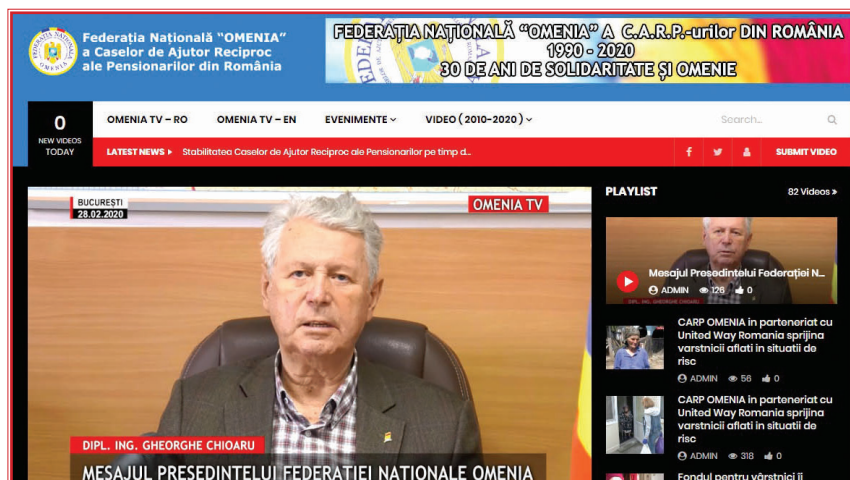 Federația Națională "OMENIA"
a Caselor de Ajutor Reciproc
ale Pensionarilor din România
FEDERAȚIA NAȚIONALĂ "OMENIA" A C.A.R.P.-urilor DIN ROMÂNIA
1990 - 2020
30 DE ANI DE SOLIDARITATE ȘI OMENIE
0
NEW VIDEOS
TODAY
OMENIA TV – RO
OMENIA TV – EN
EVENIMENTE
VIDEO ( 2010-2020 )
Search...
LATEST NEWS
Stabilitatea Caselor de Ajutor Reciproc ale Pensionarilor pe timp d...
SUBMIT VIDEO
BUCUREȘTI
28.02.2020
OMENIA TV
DIPL. ING. GHEORGHE CHIOARU
MESAJUL PREȘEDINTELUI FEDERAȚIEI NAȚIONALE OMENIA
PLAYLIST
82 Videos »
Mesajul Președintelui Federației N...
ADMIN 126 0
CARP OMENIA in parteneriat cu
United Way Romania sprijina
varstnicii aflati in situatii de
risc
ADMIN 56 0
CARP OMENIA in parteneriat cu
United Way Romania sprijina
varstnicii aflati in situatii de
risc
ADMIN 318 0
Fondul pentru vârstnici îi